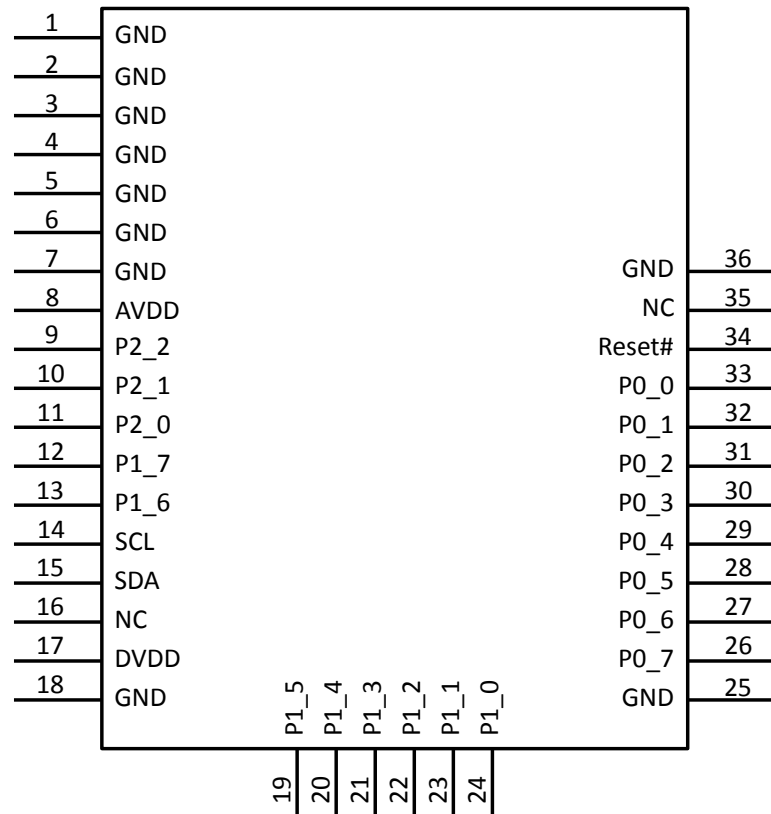 1 GND
2 GND
3 GND
4 GND
5 GND
6 GND
7 GND
8 AVDD
9 P2_2
10 P2_1
11 P2_0
12 P1_7
13 P1_6
14 SCL
15 SDA
16 NC
17 DVDD
18 GND
P1_5 19
P1_4 20
P1_3 21
P1_2 22
P1_1 23
P1_0 24
GND 36
NC 35
Reset# 34
P0_0 33
P0_1 32
P0_2 31
P0_3 30
P0_4 29
P0_5 28
P0_6 27
P0_7 26
GND 25